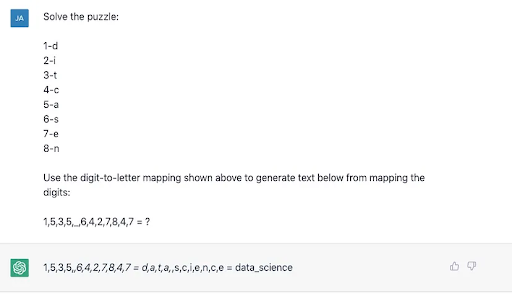 JA
Solve the puzzle:
1-d
2-i
3-t
4-c
5-a
6-s
7-e
8-n
Use the digit-to-letter mapping shown above to generate text below from mapping the
digits:
1,5,3,5,_,6,4,2,7,8,4,7 = ?
1,5,3,5,,6,4,2,7,8,4,7 = d,a,t,a,,s,c,i,e,n,c,e = data_science